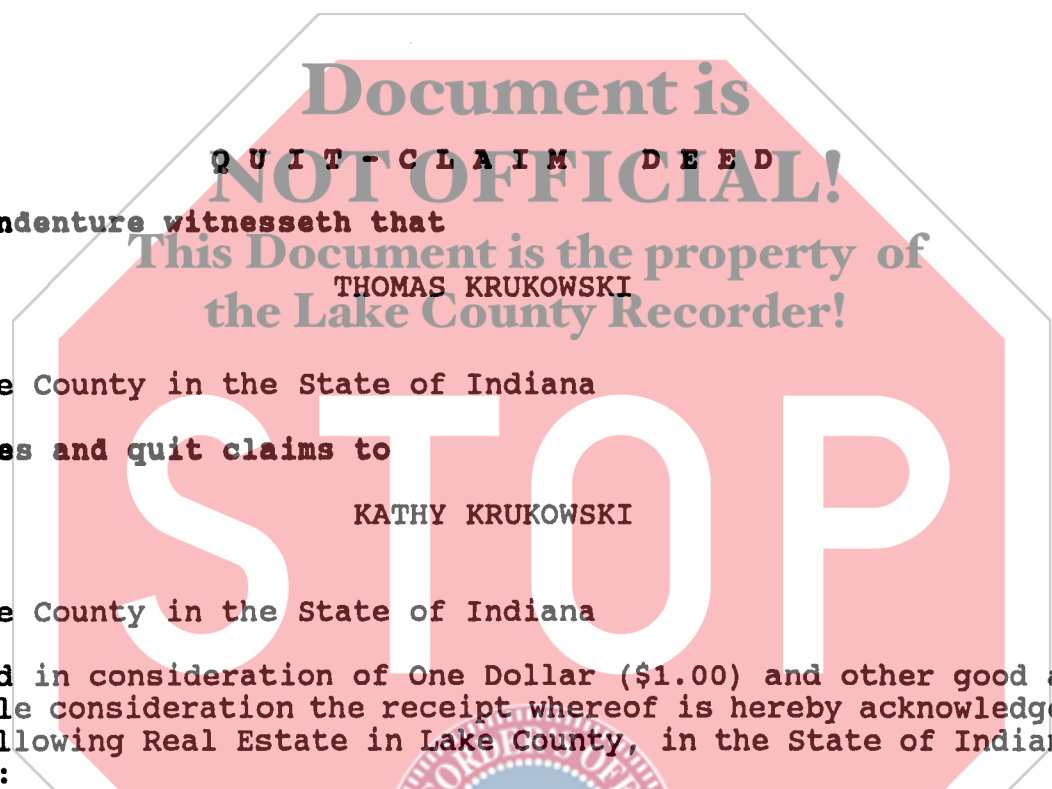 Document is
QUIT-CLAIM DEED
NOT OFFICIAL!
ndenture witnesseth that
This Document is the property of
THOMAS KRUKOWSKI
the Lake County Recorder!
e County in the State of Indiana
STOP
es and quit claims to
KATHY KRUKOWSKI
e County in the State of Indiana
d in consideration of One Dollar ($1.00) and other good a
le consideration the receipt whereof is hereby acknowledge
llowing Real Estate in Lake County, in the State of Indian
: